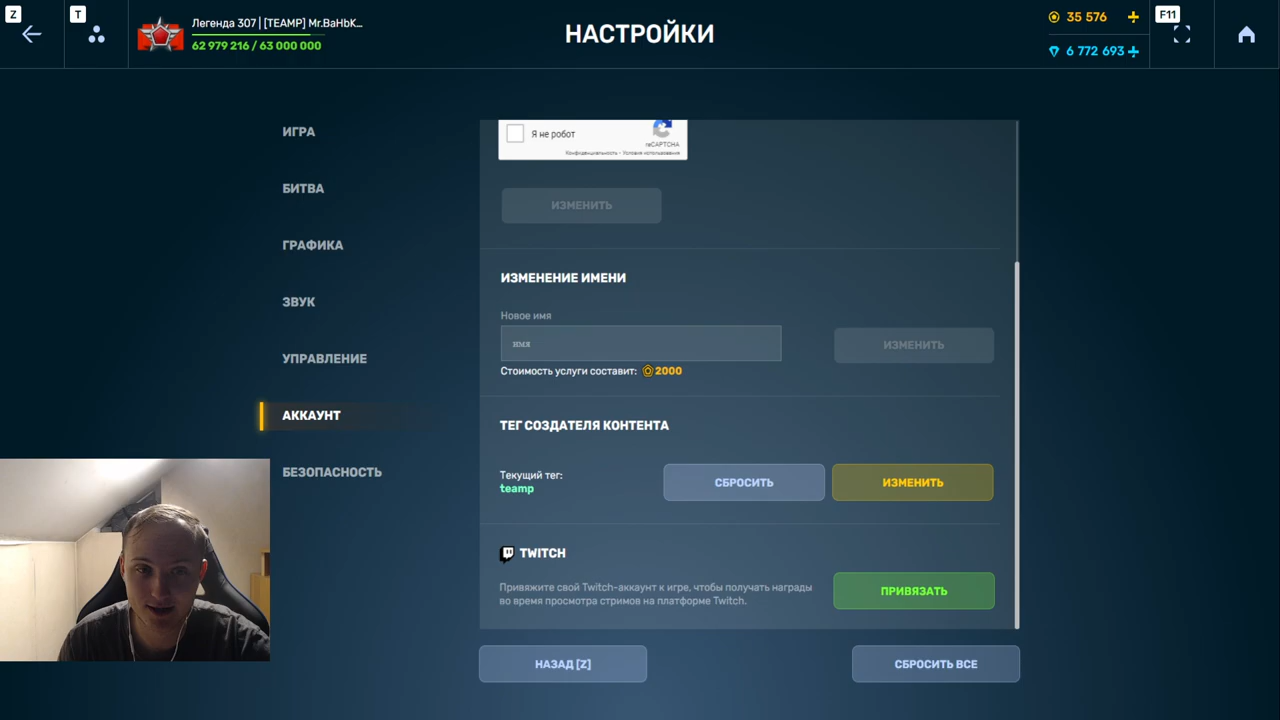 Z
T
Легенда 307 | [TEAMP] Mr.BaHbK...
62 979 216 / 63 000 000
НАСТРОЙКИ
35 576
6 772 693
F11
ИГРА
БИТВА
ГРАФИКА
ЗВУК
УПРАВЛЕНИЕ
АККАУНТ
БЕЗОПАСНОСТЬ
Я не робот
reCAPTCHA
Конфиденциальность - Условия использования
ИЗМЕНИТЬ
ИЗМЕНЕНИЕ ИМЕНИ
Новое имя
имя
ИЗМЕНИТЬ
Стоимость услуги составит: 2000
ТЕГ СОЗДАТЕЛЯ КОНТЕНТА
Текущий тег:
teamp
СБРОСИТЬ
ИЗМЕНИТЬ
TWITCH
Привяжите свой Twitch-аккаунт к игре, чтобы получать награды
во время просмотра стримов на платформе Twitch.
ПРИВЯЗАТЬ
НАЗАД [Z]
СБРОСИТЬ ВСЕ